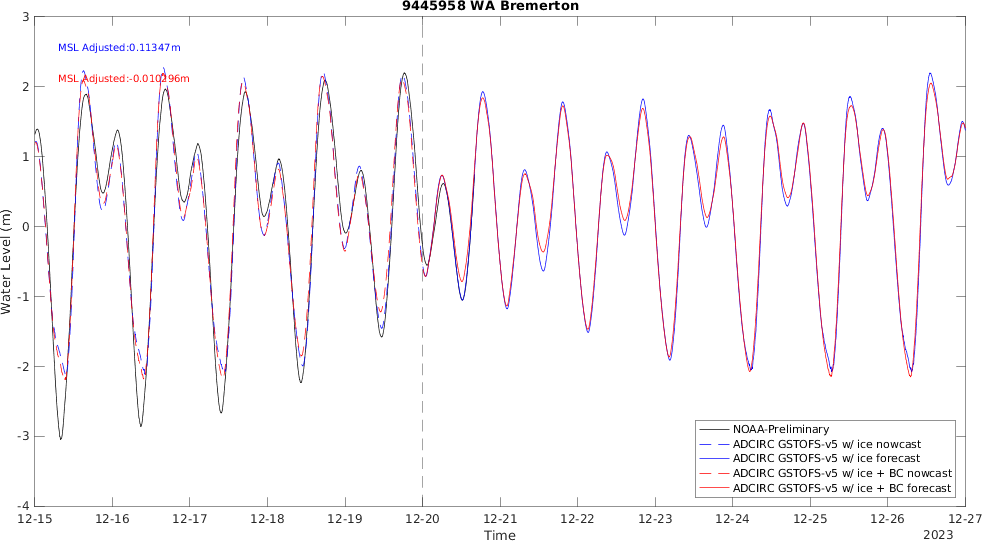 9445958 WA Bremerton
MSL Adjusted:0.11347m
MSL Adjusted:-0.010296m
Water Level (m)
3
2
1
0
-1
-2
-3
-4
NOAA-Preliminary
ADCIRC GSTOFS-v5 w/ ice nowcast
ADCIRC GSTOFS-v5 w/ ice forecast
ADCIRC GSTOFS-v5 w/ ice + BC nowcast
ADCIRC GSTOFS-v5 w/ ice + BC forecast
12-15 12-16 12-17 12-18 12-19 12-20 12-21 12-22 12-23 12-24 12-25 12-26 12-27
Time
2023